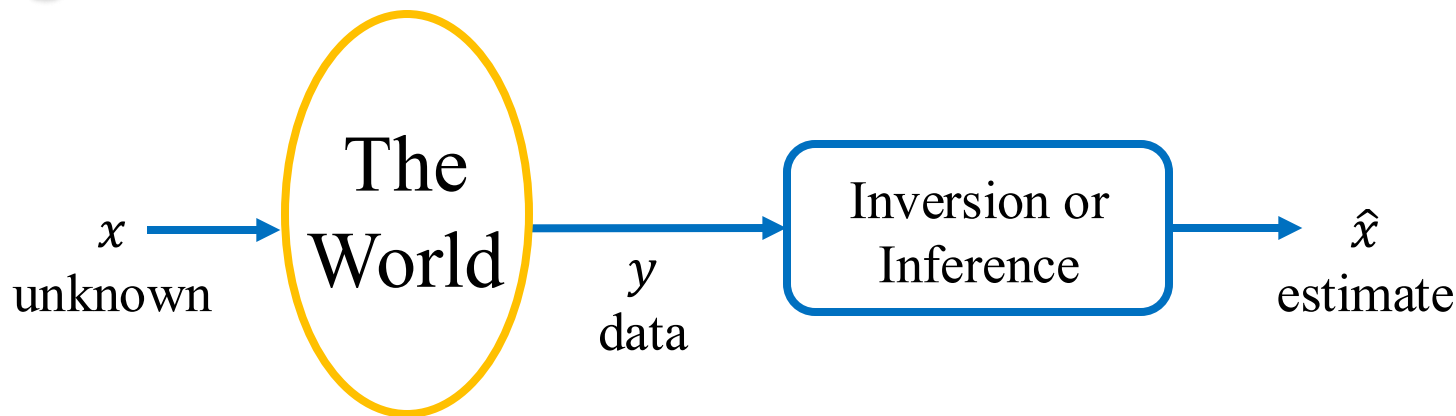 x
unknown
The
World
y
data
Inversion or
Inference
x̂
estimate